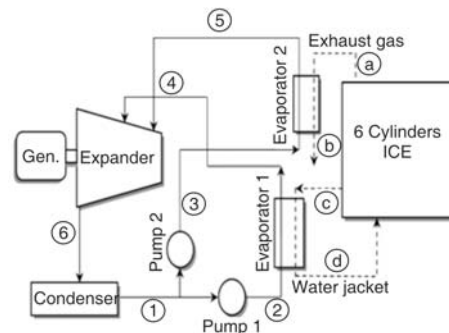 5
Exhaust gas
a
4
Evaporator 2
6 Cylinders
ICE
Gen.
Expander
b
3
c
Pump 2
Evaporator 1
6
d
Water jacket
Condenser
1
2
Pump 1